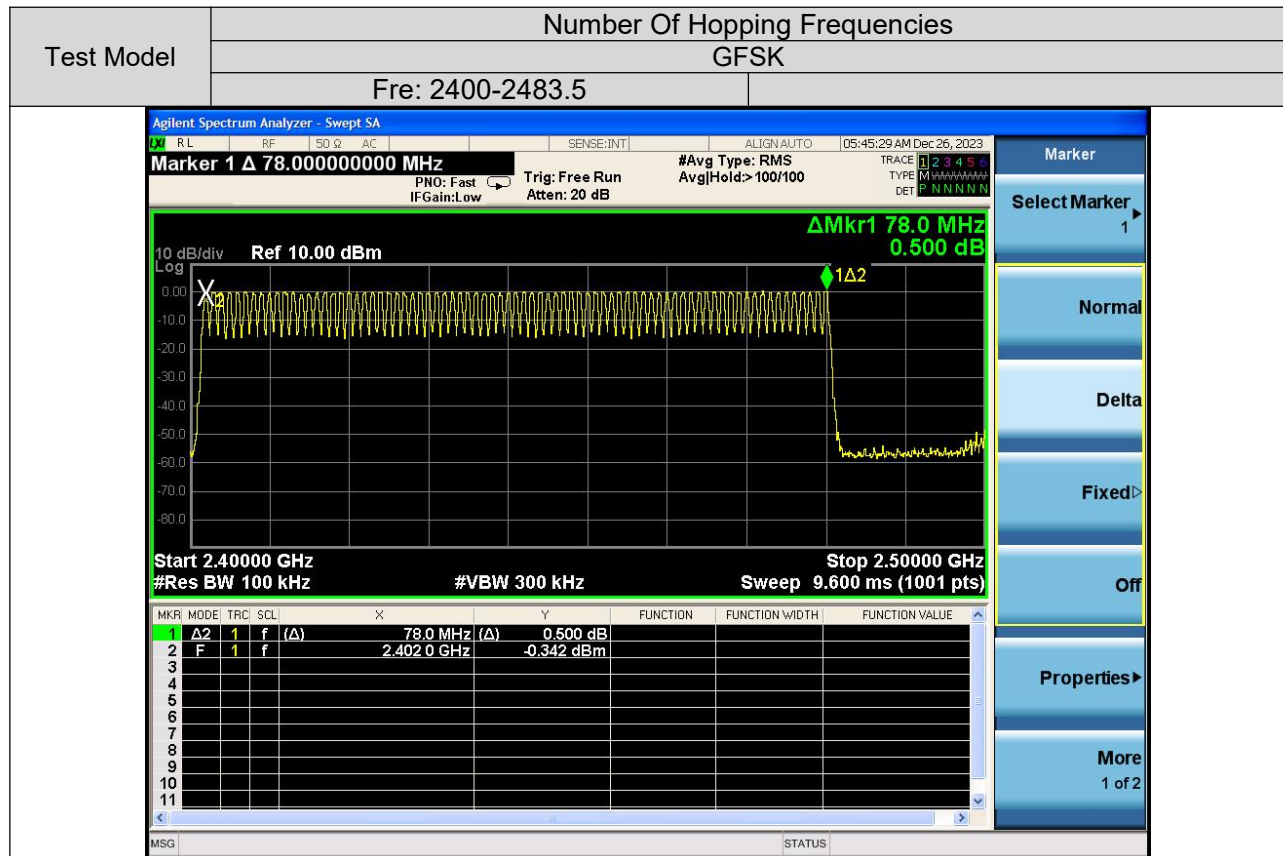 Test Model
Number Of Hopping Frequencies
GFSK
Fre: 2400-2483.5
Agilent Spectrum Analyzer - Swept SA
LXI RL RF 50 Ω AC SENSE:INT ALIGNAUTO 05:45:29 AM Dec 26, 2023
Marker 1 Δ 78.000000000 MHz
PNO: Fast
IFGain:Low
Trig: Free Run
Atten: 20 dB
#Avg Type: RMS
Avg|Hold:>100/100
TRACE 1 2 3 4 5 6
TYPE M
DET P N N N N N
ΔMkr1 78.0 MHz
0.500 dB
10 dB/div Ref 10.00 dBm
Log
1Δ2
2
0.00
-10.0
-20.0
-30.0
-40.0
-50.0
-60.0
-70.0
-80.0
Start 2.40000 GHz Stop 2.50000 GHz
#Res BW 100 kHz #VBW 300 kHz Sweep 9.600 ms (1001 pts)
MKR MODE TRC SCL X Y FUNCTION FUNCTION WIDTH FUNCTION VALUE
1 Δ2 1 f (Δ) 78.0 MHz (Δ) 0.500 dB
2 F 1 f 2.402 0 GHz -0.342 dBm
3
4
5
6
7
8
9
10
11
MSG STATUS
Marker
Select Marker
1
Normal
Delta
Fixed
Off
Properties
More
1 of 2